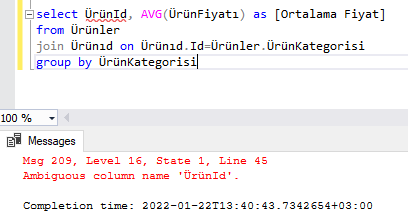 select ÜrünId, AVG(ÜrünFiyatı) as [Ortalama Fiyat]
from Ürünler
join Ürünıd on Ürünıd.Id=Ürünler.ÜrünKategorisi
group by ÜrünKategorisi
100 %
Messages
Msg 209, Level 16, State 1, Line 45
Ambiguous column name 'ÜrünId'.
Completion time: 2022-01-22T13:40:43.7342654+03:00